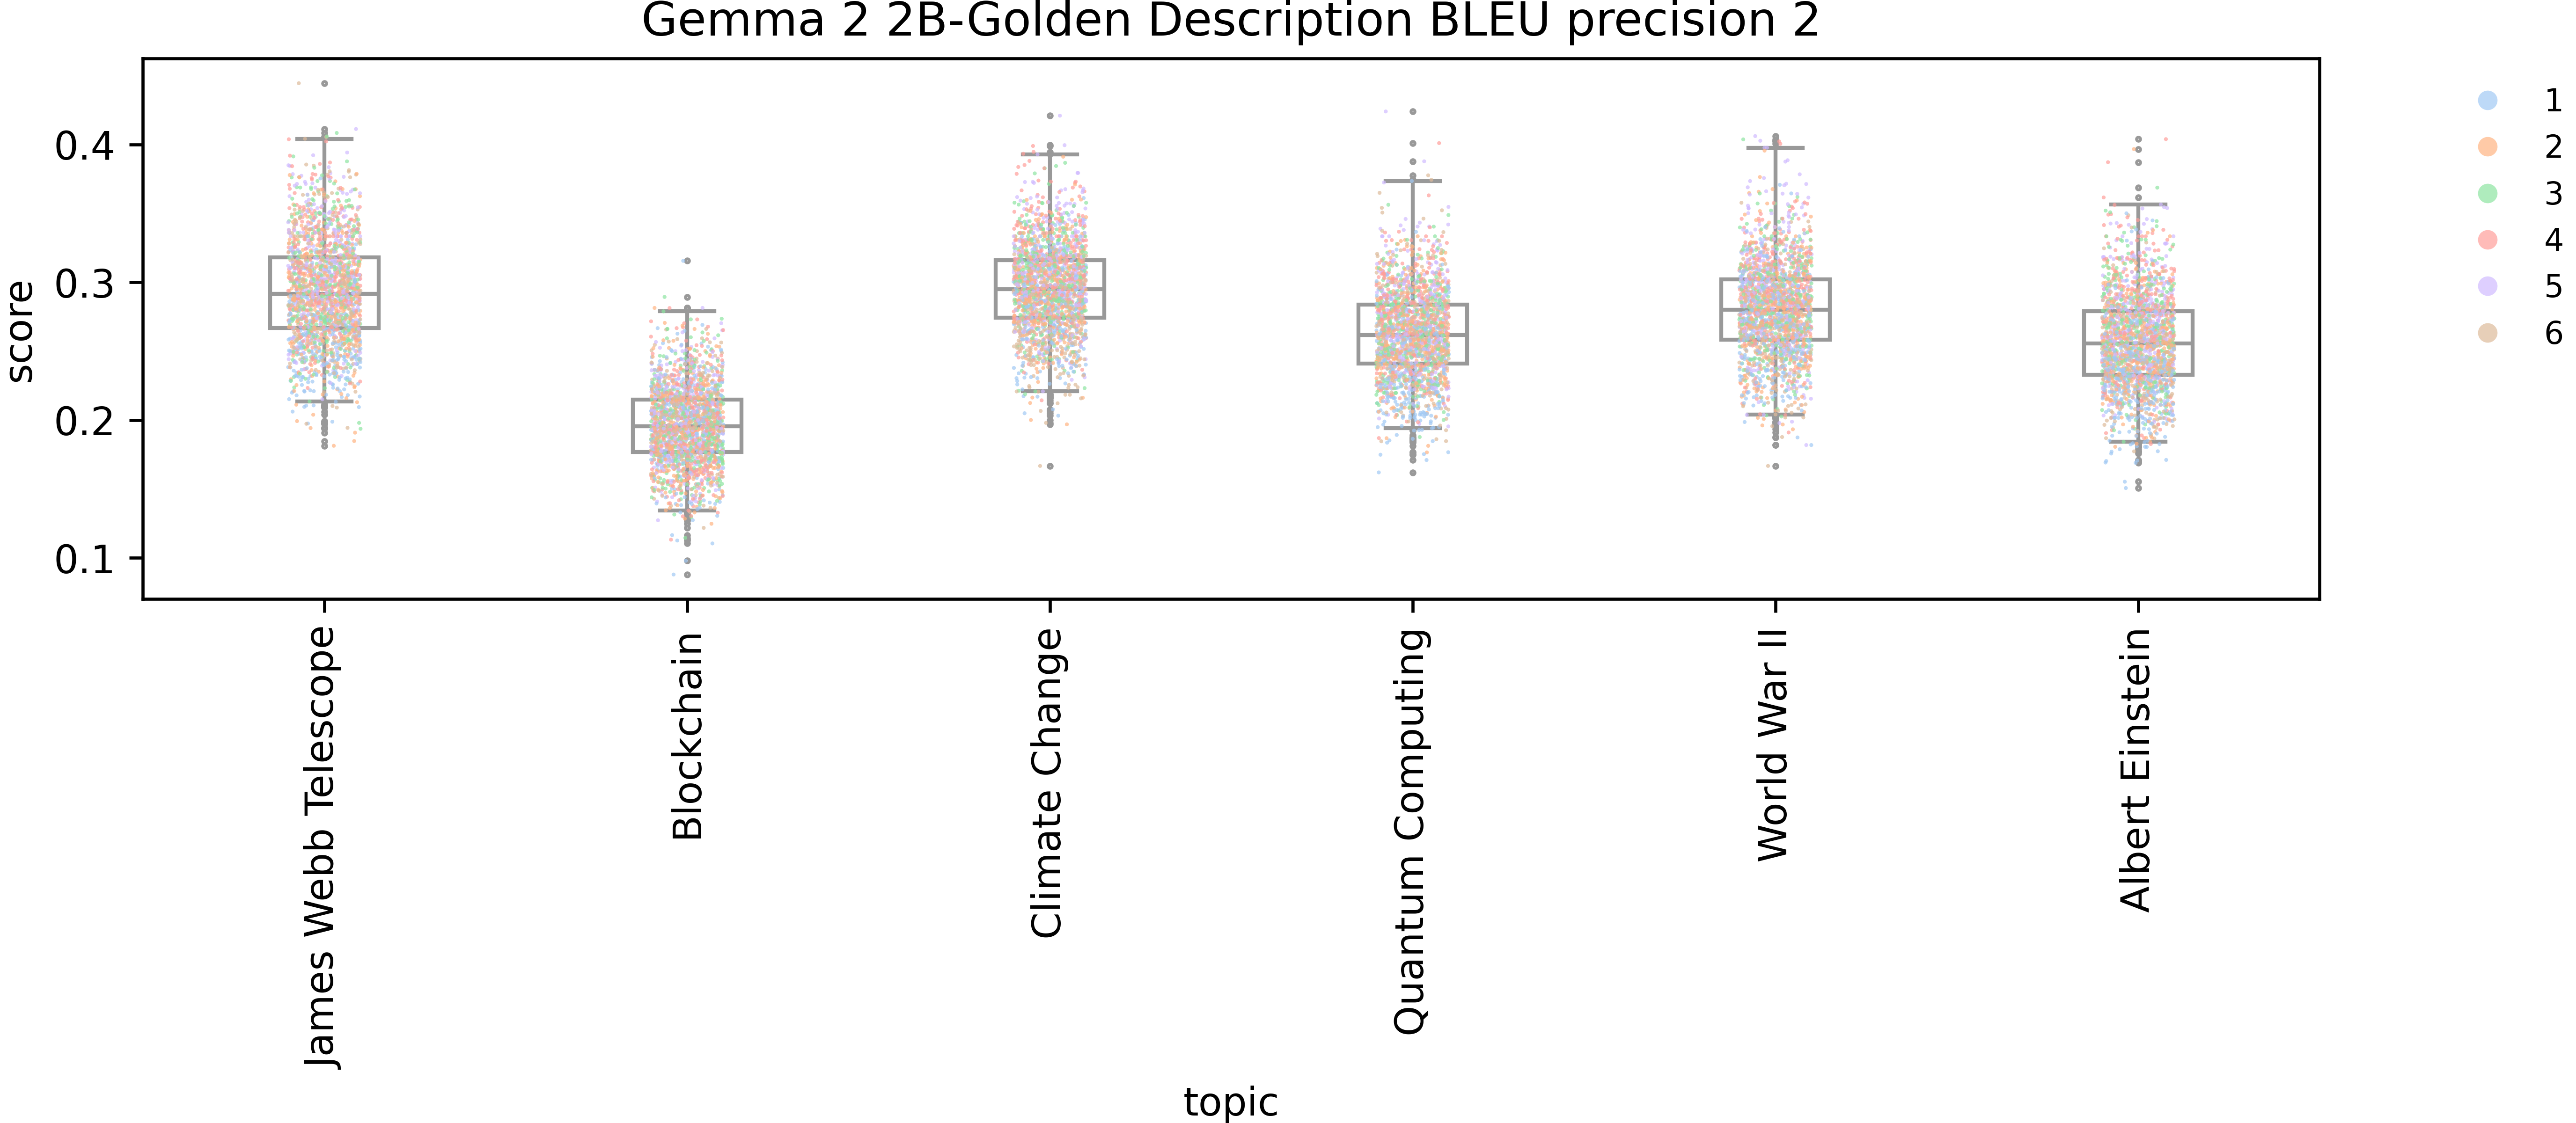 Gemma 2 2B-Golden Description BLEU precision 2
score
0.4
0.3
0.2
0.1
James Webb Telescope
Blockchain
Climate Change
Quantum Computing
World War II
Albert Einstein
topic
1
2
3
4
5
6